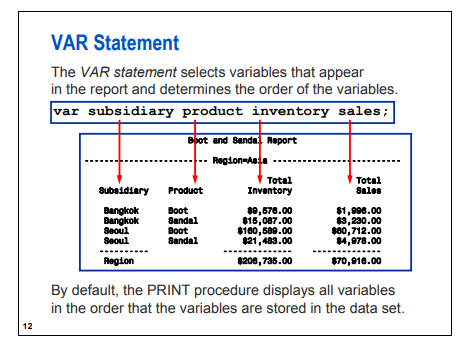 VAR Statement
The VAR statement selects variables that appear
in the report and determines the order of the variables.
var subsidiary product inventory sales;
Boot and Sandal Report
Region=Asia
Total Total
Subsidiary Product Inventory Sales
Bangkok Boot $9,576.00 $1,996.00
Bangkok Sandal $15,087.00 $3,230.00
Seoul Boot $160,589.00 $60,712.00
Seoul Sandal $21,483.00 $4,978.00
Region $206,735.00 $70,916.00
By default, the PRINT procedure displays all variables
in the order that the variables are stored in the data set.
12